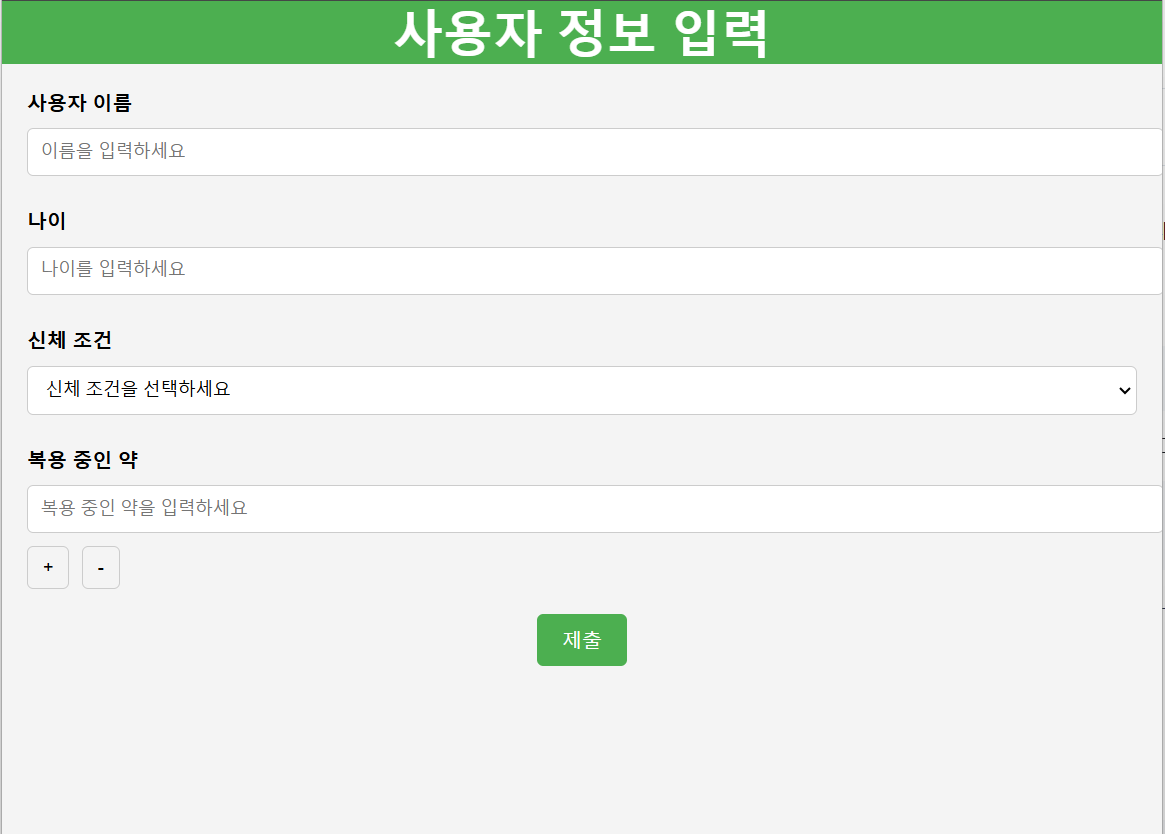 사용자 정보 입력
사용자 이름
이름을 입력하세요
나이
나이를 입력하세요
신체 조건
신체 조건을 선택하세요
복용 중인 약
복용 중인 약을 입력하세요
+ -
제출